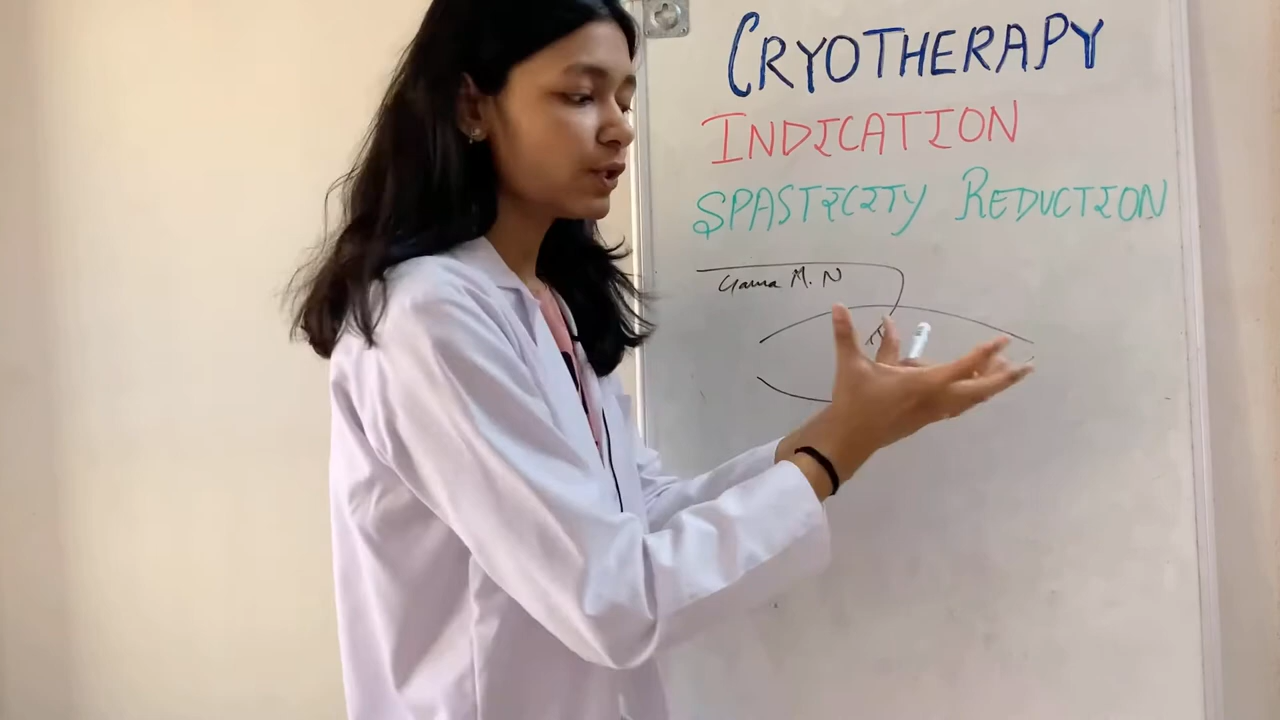 CRYOTHERAPY
INDICATION
SPASTICITY REDUCTION
Gama M. N